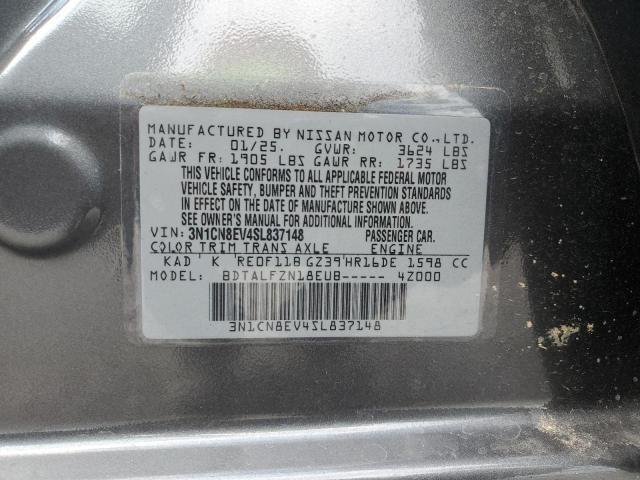 MANUFACTURED BY NISSAN MOTOR CO.,LTD.
DATE: 01/25. GVWR: 3624 LBS
GAWR FR: 1905 LBS GAWR RR: 1735 LBS
THIS VEHICLE CONFORMS TO ALL APPLICABLE FEDERAL MOTOR
VEHICLE SAFETY, BUMPER AND THEFT PREVENTION STANDARDS
IN EFFECT ON THE DATE OF MANUFACTURE SHOWN ABOVE.
SEE OWNER'S MANUAL FOR ADDITIONAL INFORMATION.
VIN: 3N1CN8EV4SL837148 PASSENGER CAR.
COLOR TRIM TRANS AXLE ENGINE
KAD K RE0F11B GZ39 HR16DE 1598 CC
MODEL: BDTALFZN18EUB----- 4Z000
3N1CN8EV4SL837148